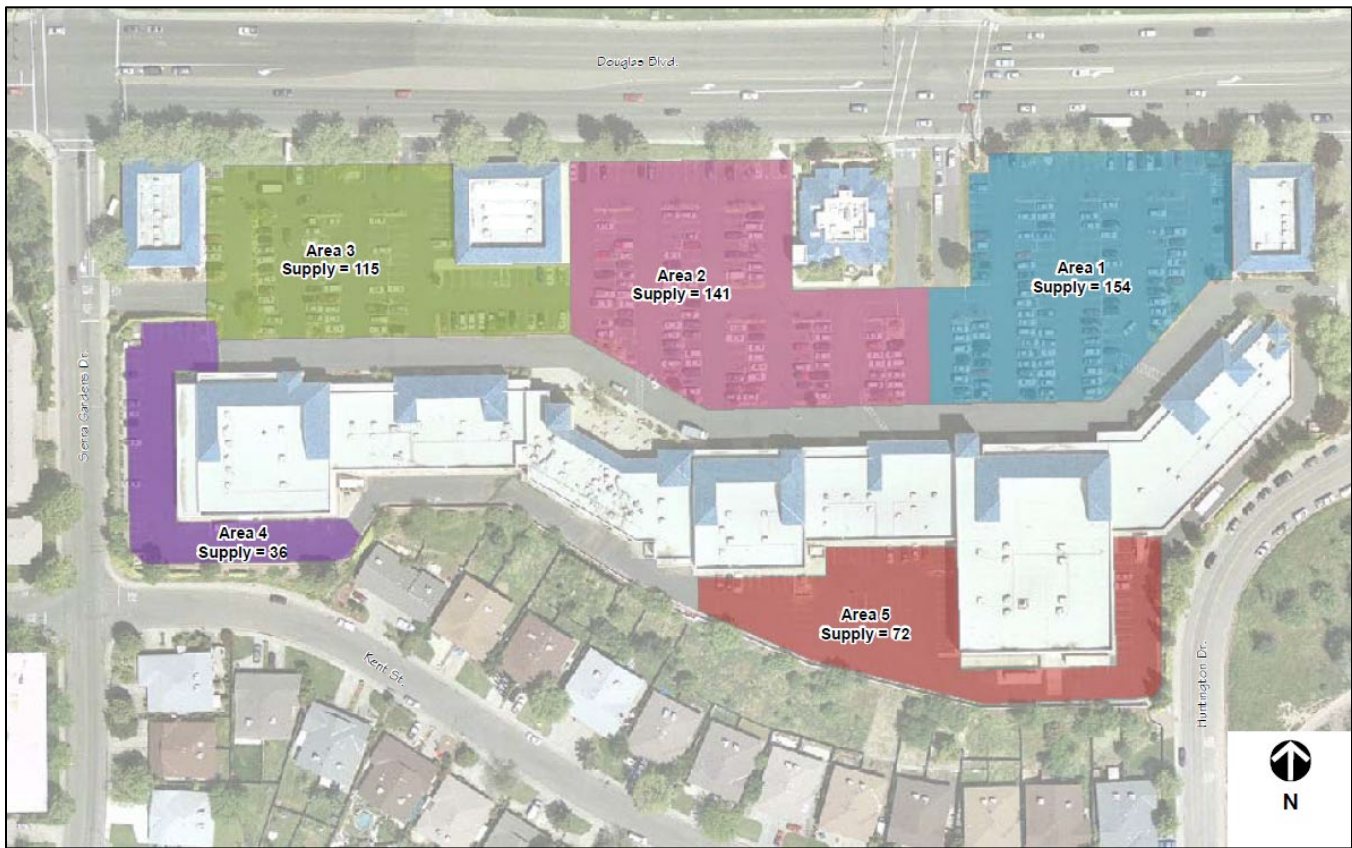 Douglas Blvd.
Area 3
Supply = 115
Area 2
Supply = 141
Area 1
Supply = 154
Sierra Gardens Dr.
Area 4
Supply = 36
Area 5
Supply = 72
Kent St.
Huntington Dr.
N